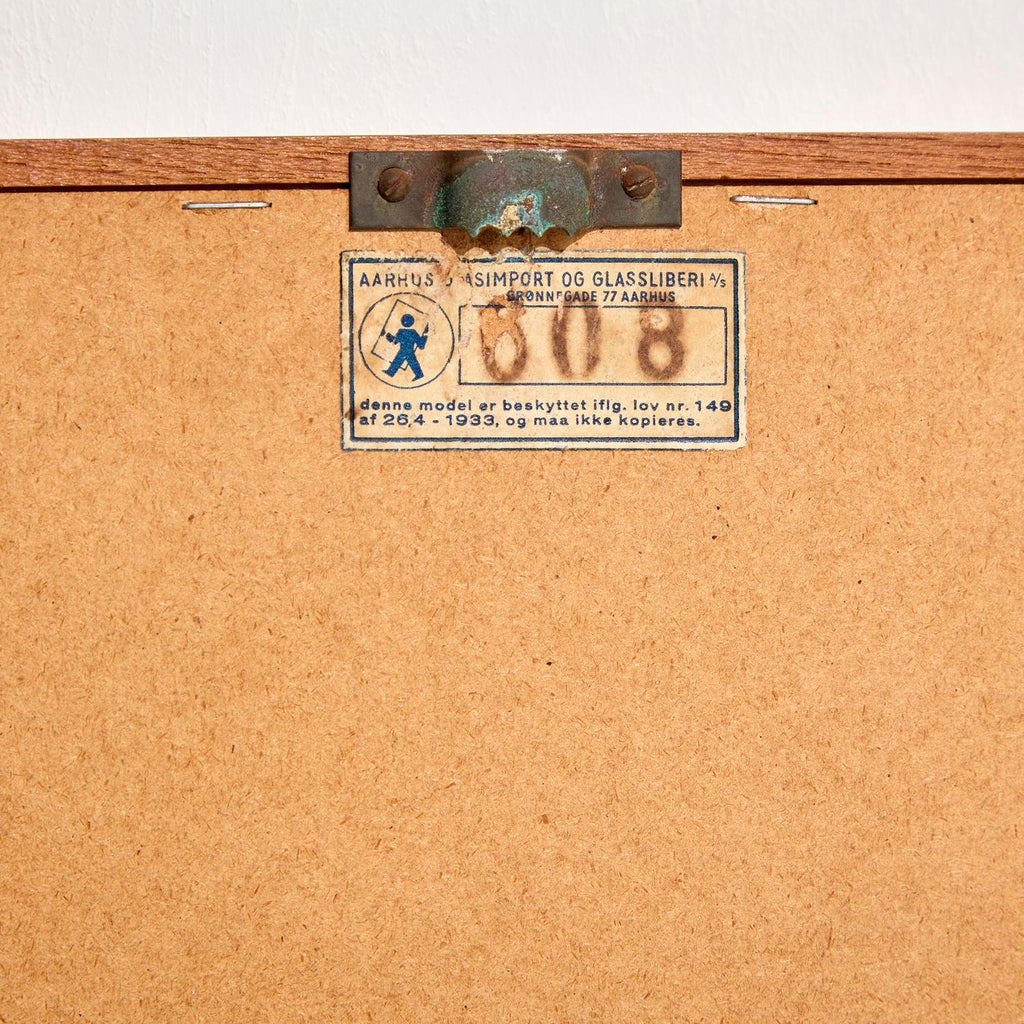 AARHUS GLASIMPORT OG GLASSLIBERI A/S
GRØNNEGADE 77 AARHUS
808
denne model er beskyttet iflg. lov nr. 149
af 26,4 - 1933, og maa ikke kopieres.